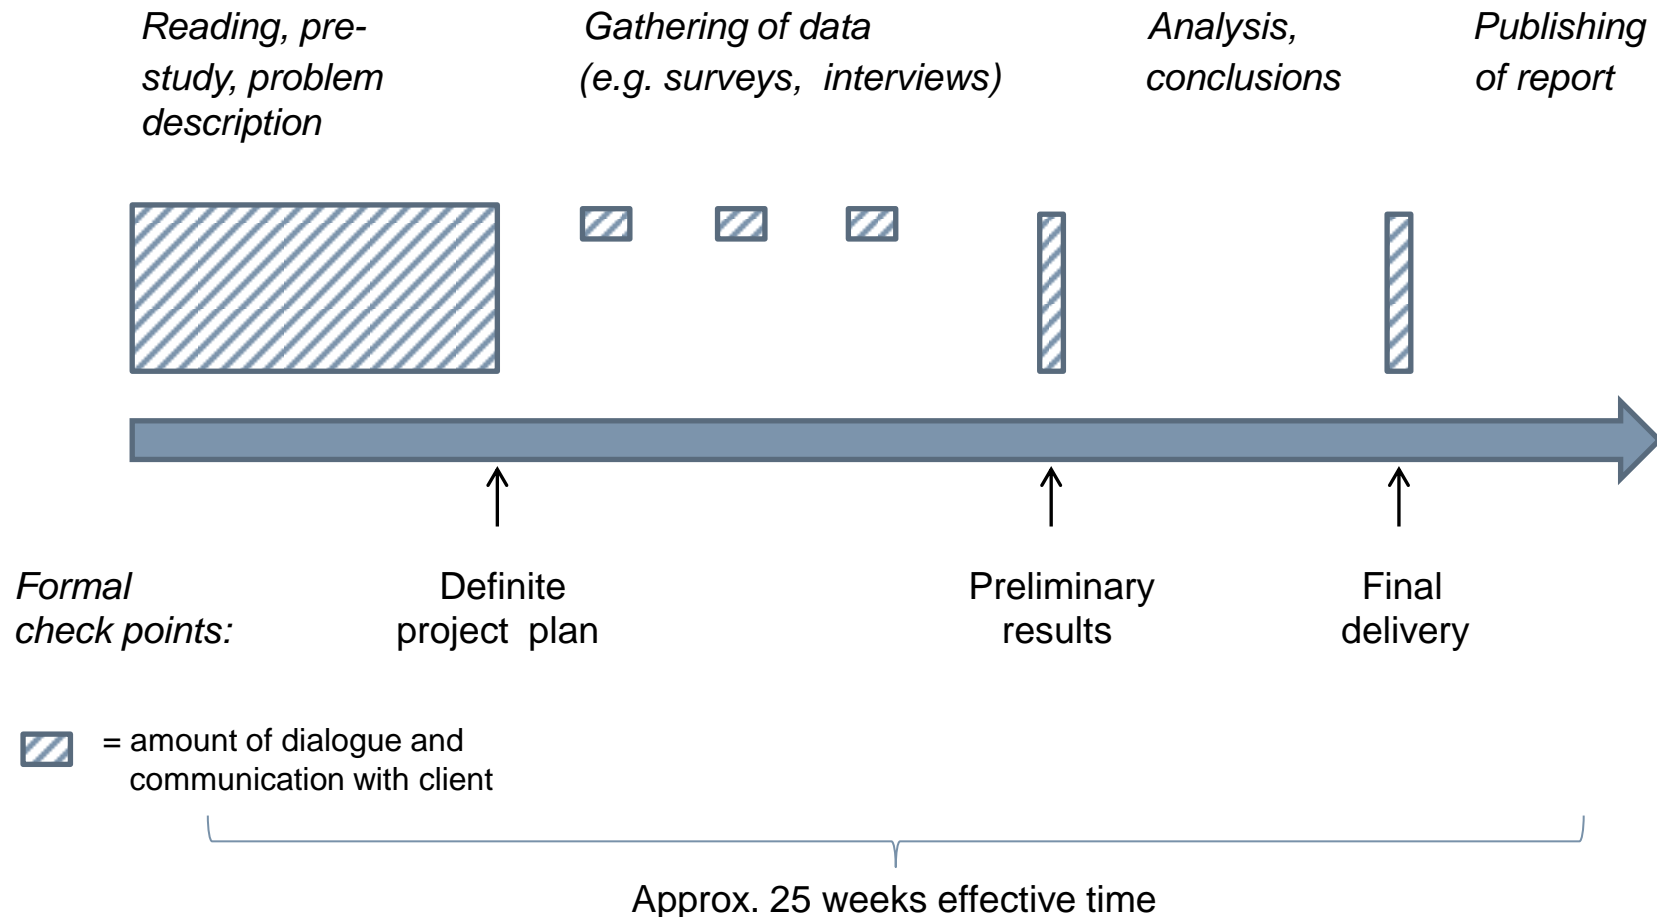 Reading, pre-
study, problem
description
Gathering of data
(e.g. surveys, interviews)
Analysis,
conclusions
Publishing
of report
Formal
check points:
Definite
project plan
Preliminary
results
Final
delivery
= amount of dialogue and
communication with client
Approx. 25 weeks effective time